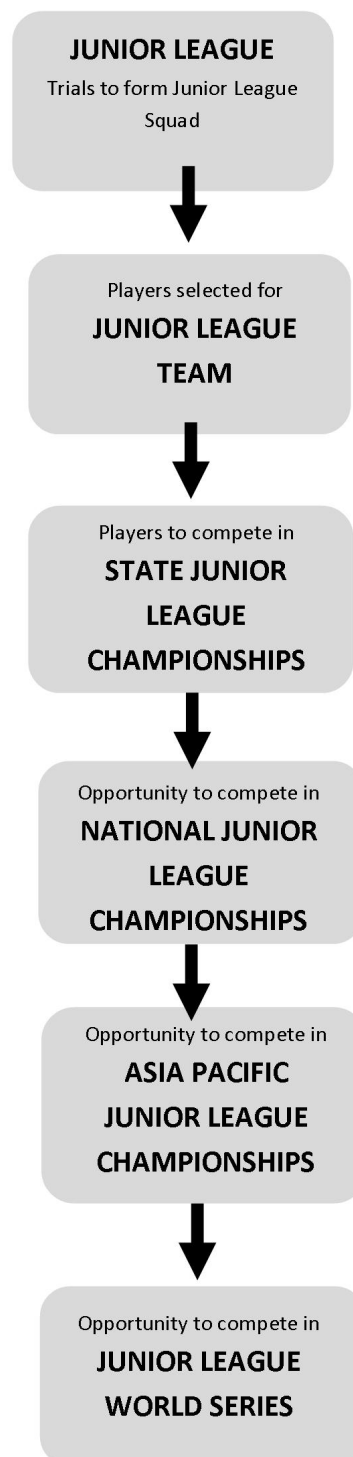 JUNIOR LEAGUE
Trials to form Junior League
Squad
Players selected for
JUNIOR LEAGUE
TEAM
Players to compete in
STATE JUNIOR
LEAGUE
CHAMPIONSHIPS
Opportunity to compete in
NATIONAL JUNIOR
LEAGUE
CHAMPIONSHIPS
Opportunity to compete in
ASIA PACIFIC
JUNIOR LEAGUE
CHAMPIONSHIPS
Opportunity to compete in
JUNIOR LEAGUE
WORLD SERIES